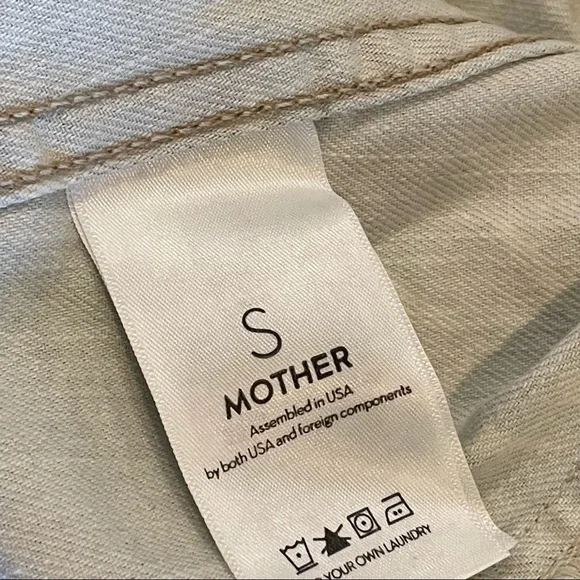 S
MOTHER
Assembled in USA
by both USA and foreign components
YOUR OWN LAUNDRY